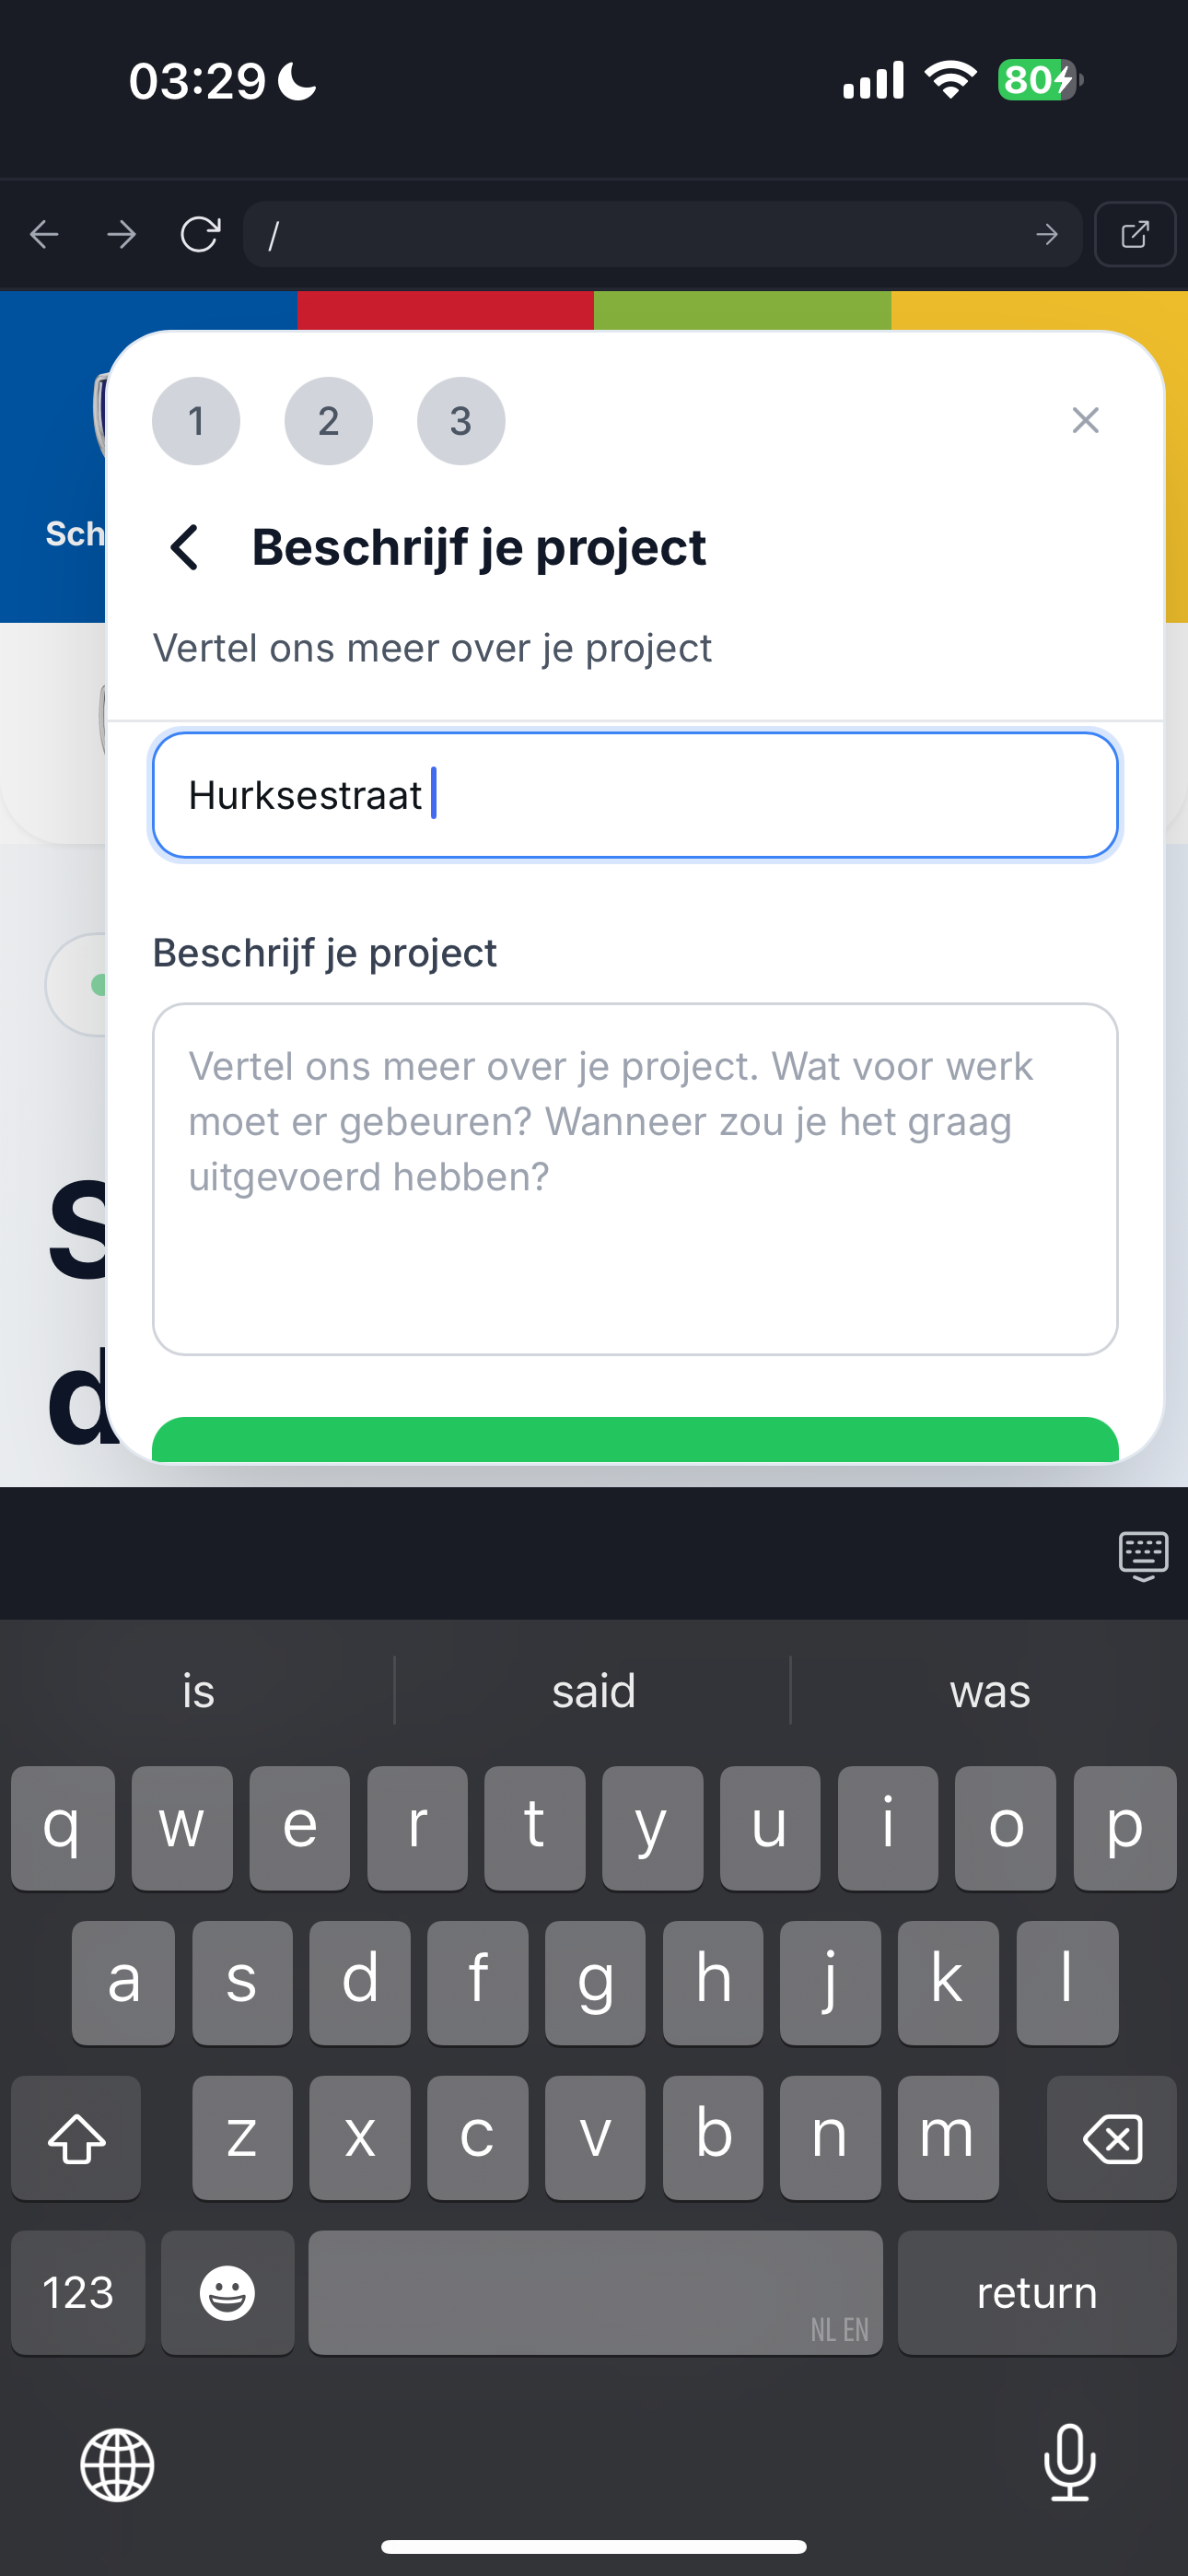 03:29
80
/
1 2 3
Sch
Beschrijf je project
Vertel ons meer over je project
Hurksestraat
Beschrijf je project
Vertel ons meer over je project. Wat voor werk
moet er gebeuren? Wanneer zou je het graag
uitgevoerd hebben?
S
d
is said was
q w e r t y u i o p
a s d f g h j k l
z x c v b n m
123 NL EN return